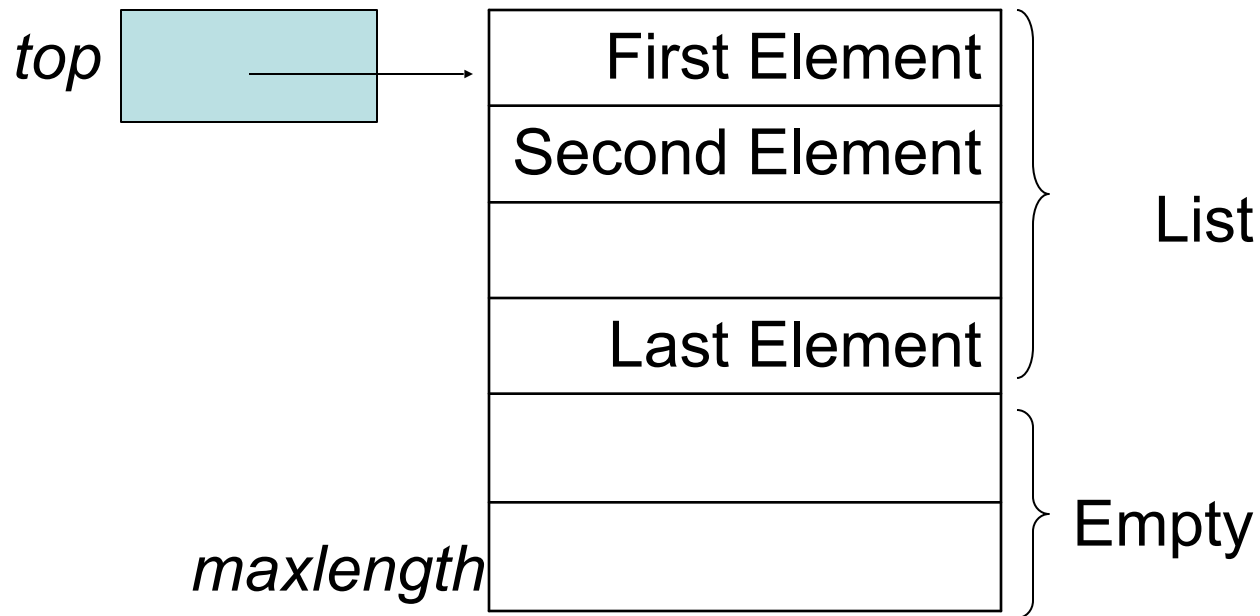 top
First Element
Second Element
List
Last Element
Empty
maxlength